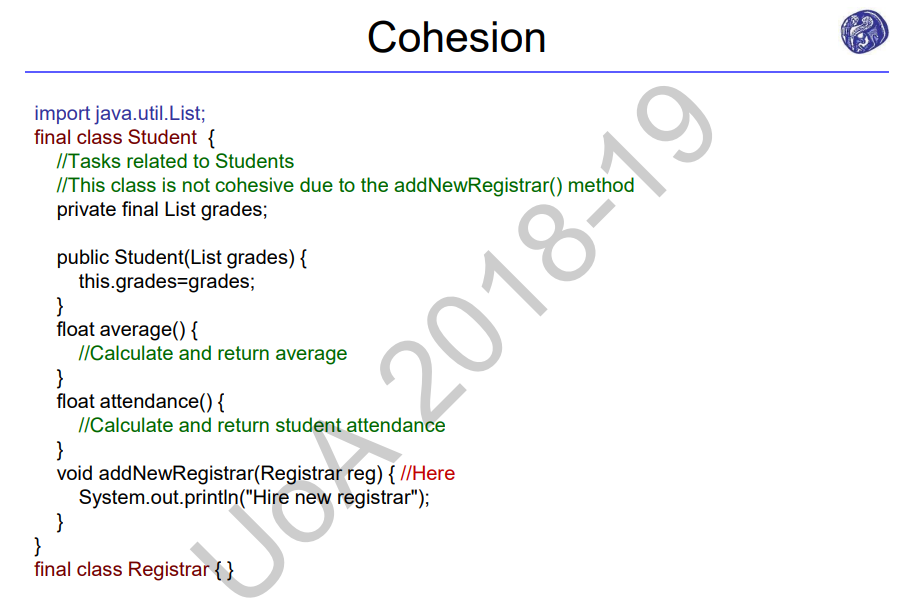 Cohesion
import java.util.List;
final class Student {
//Tasks related to Students
//This class is not cohesive due to the addNewRegistrar() method
private final List grades;
public Student(List grades) {
this.grades=grades;
}
float average() {
//Calculate and return average
}
float attendance() {
//Calculate and return student attendance
}
void addNewRegistrar(Registrar reg) { //Here
System.out.println("Hire new registrar");
}
}
final class Registrar { }
UoA 2018-19